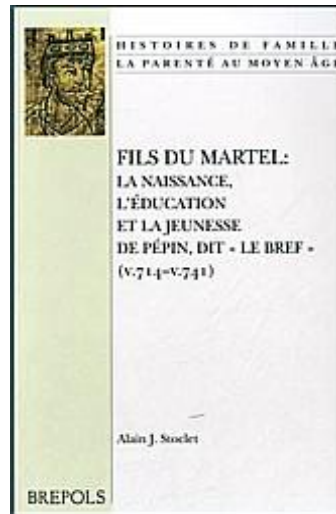 HISTOIRES DE FAMILLE
LA PARENTÉ AU MOYEN ÂGE
FILS DU MARTEL:
LA NAISSANCE,
L'ÉDUCATION
ET LA JEUNESSE
DE PÉPIN, DIT « LE BREF »
(V.714–V.741)
Alain J. Stoclet
BREPOLS